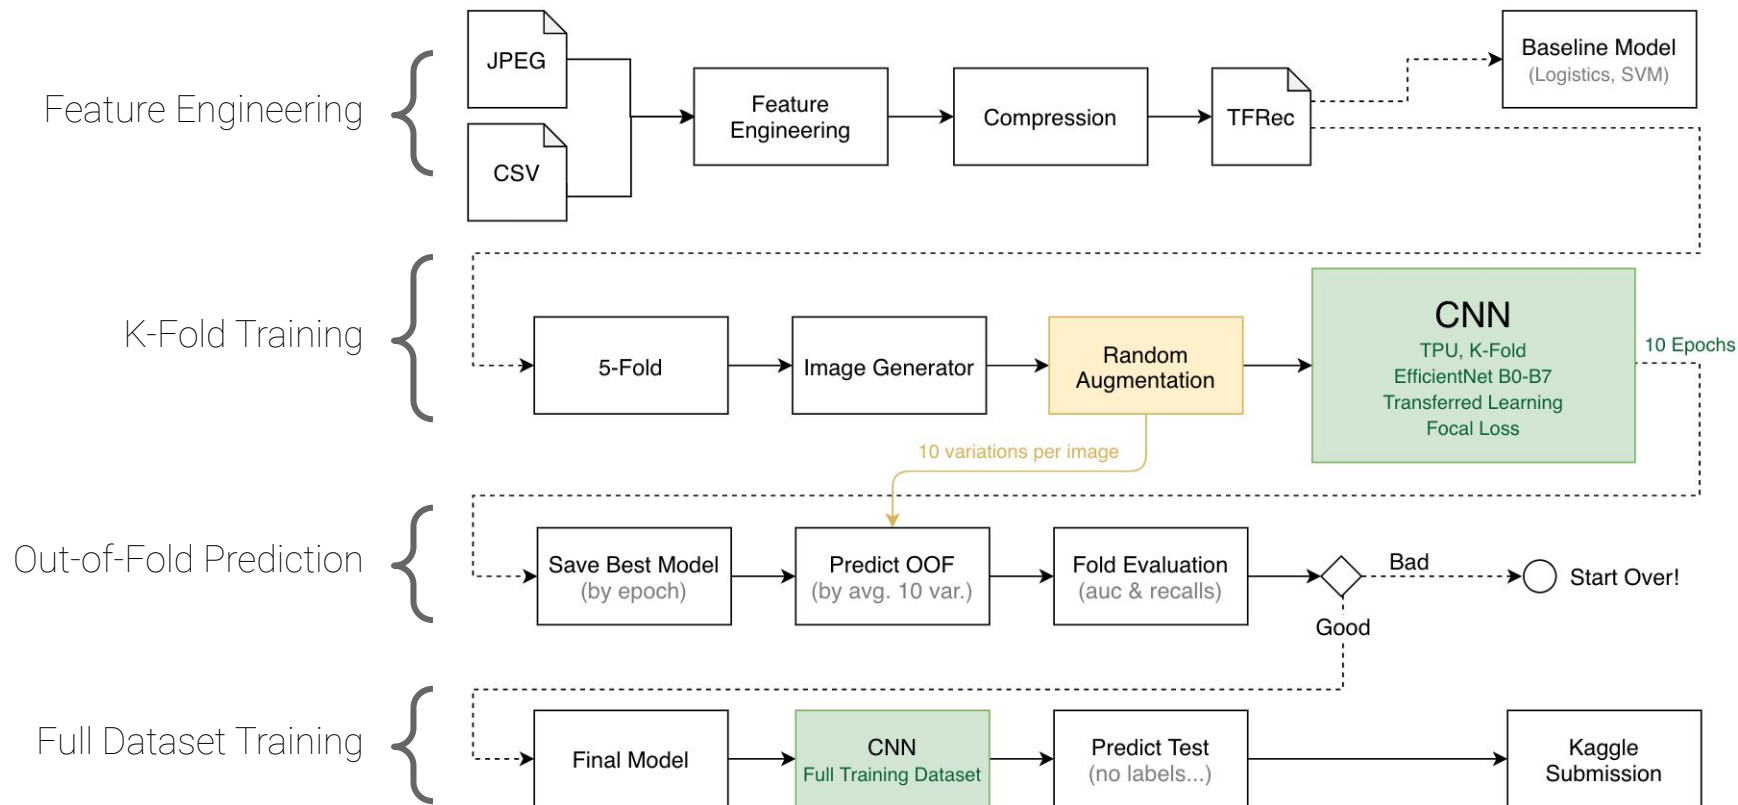 Feature Engineering
JPEG
CSV
Feature
Engineering
Compression
TFRec
Baseline Model
(Logistics, SVM)
K-Fold Training
5-Fold
Image Generator
Random
Augmentation
CNN
TPU, K-Fold
EfficientNet B0-B7
Transferred Learning
Focal Loss
10 Epochs
10 variations per image
Out-of-Fold Prediction
Save Best Model
(by epoch)
Predict OOF
(by avg. 10 var.)
Fold Evaluation
(auc & recalls)
Bad
Start Over!
Good
Full Dataset Training
Final Model
CNN
Full Training Dataset
Predict Test
(no labels...)
Kaggle
Submission